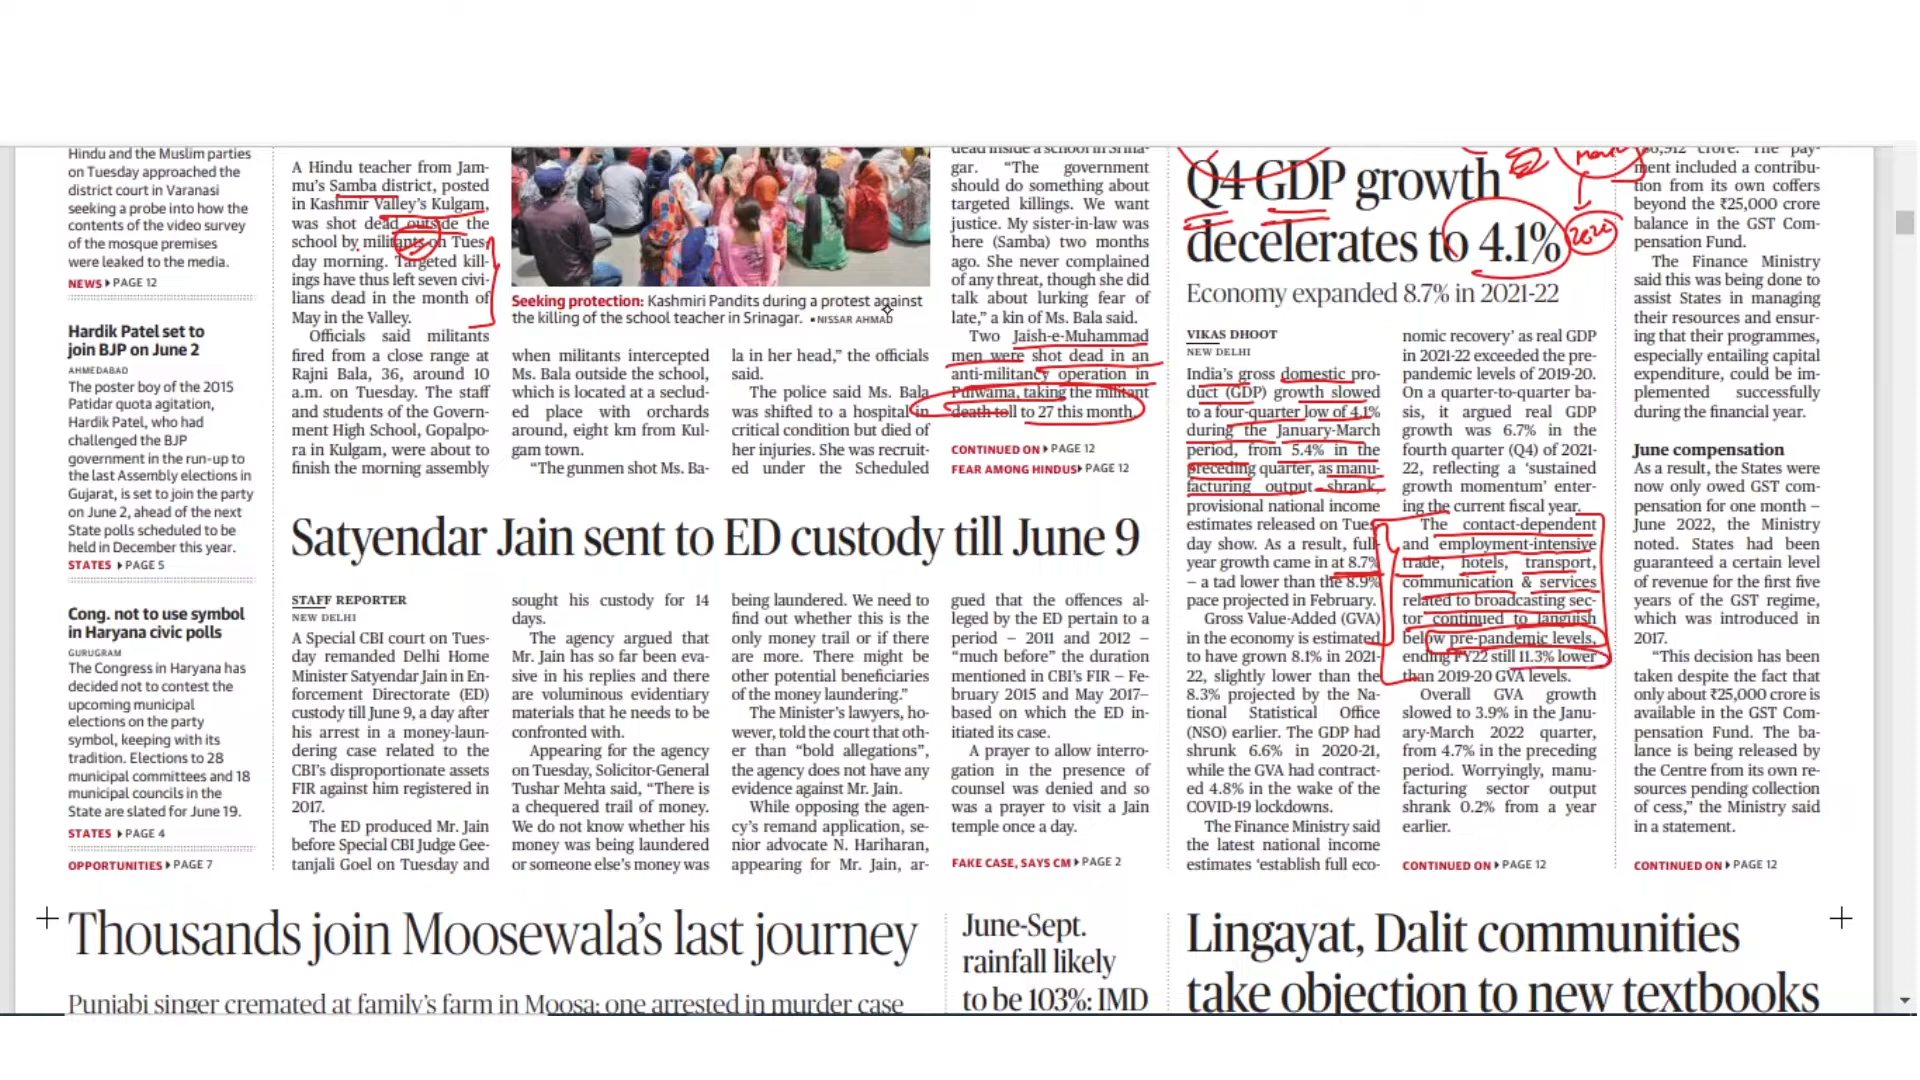 Hindu and the Muslim parties
on Tuesday approached the
district court in Varanasi
seeking a probe into how the
contents of the video survey
of the mosque premises
were leaked to the media.
NEWS PAGE 12
Hardik Patel set to
join BJP on June 2
AHMEDABAD
The poster boy of the 2015
Patidar quota agitation,
Hardik Patel, who had
challenged the BJP
government in the run-up to
the last Assembly elections in
Gujarat, is set to join the party
on June 2, ahead of the next
State polls scheduled to be
held in December this year.
STATES PAGE 5
Cong. not to use symbol
in Haryana civic polls
GURUGRAM
The Congress in Haryana has
decided not to contest the
upcoming municipal
elections on the party
symbol, keeping with its
tradition. Elections to 28
municipal committees and 18
municipal councils in the
State are slated for June 19.
STATES PAGE 4
OPPORTUNITIES PAGE 7
A Hindu teacher from Jam-
mu's Samba district, posted
in Kashmir Valley's Kulgam,
was shot dead outside the
school by militants on Tues-
day morning. Targeted kill-
ings have thus left seven civi-
lians dead in the month of
May in the Valley.
Officials said militants
fired from a close range at
Rajni Bala, 36, around 10
a.m. on Tuesday. The staff
and students of the Govern-
ment High School, Gopalpo-
ra in Kulgam, were about to
finish the morning assembly
Seeking protection: Kashmiri Pandits during a protest against
the killing of the school teacher in Srinagar. ▪ NISSAR AHMAD
when militants intercepted
Ms. Bala outside the school,
which is located at a seclud-
ed place with orchards
around, eight km from Kul-
gam town.
"The gunmen shot Ms. Ba-
la in her head," the officials
said.
The police said Ms. Bala
was shifted to a hospital in
critical condition but died of
her injuries. She was recruit-
ed under the Scheduled
dead inside a school in Srina-
gar. "The government
should do something about
targeted killings. We want
justice. My sister-in-law was
here (Samba) two months
ago. She never complained
of any threat, though she did
talk about lurking fear of
late," a kin of Ms. Bala said.
Two Jaish-e-Muhammad
men were shot dead in an
anti-militancy operation in
Pulwama, taking the militant
death toll to 27 this month.
CONTINUED ON PAGE 12
FEAR AMONG HINDUS PAGE 12
Satyendar Jain sent to ED custody till June 9
STAFF REPORTER
NEW DELHI
A Special CBI court on Tues-
day remanded Delhi Home
Minister Satyendar Jain in En-
forcement Directorate (ED)
custody till June 9, a day after
his arrest in a money-laun-
dering case related to the
CBI's disproportionate assets
FIR against him registered in
2017.
The ED produced Mr. Jain
before Special CBI Judge Gee-
tanjali Goel on Tuesday and
sought his custody for 14
days.
The agency argued that
Mr. Jain has so far been eva-
sive in his replies and there
are voluminous evidentiary
materials that he needs to be
confronted with.
Appearing for the agency
on Tuesday, Solicitor-General
Tushar Mehta said, "There is
a chequered trail of money.
We do not know whether his
money was being laundered
or someone else's money was
being laundered. We need to
find out whether this is the
only money trail or if there
are more. There might be
other potential beneficiaries
of the money laundering."
The Minister's lawyers, ho-
wever, told the court that oth-
er than "bold allegations",
the agency does not have any
evidence against Mr. Jain.
While opposing the agen-
cy's remand application, se-
nior advocate N. Hariharan,
appearing for Mr. Jain, ar-
gued that the offences al-
leged by the ED pertain to a
period – 2011 and 2012 –
"much before" the duration
mentioned in CBI's FIR – Fe-
bruary 2015 and May 2017–
based on which the ED in-
itiated its case.
A prayer to allow interro-
gation in the presence of
counsel was denied and so
was a prayer to visit a Jain
temple once a day.
FAKE CASE, SAYS CM PAGE 2
Q4 GDP growth
decelerates to 4.1%
2022
Economy expanded 8.7% in 2021-22
VIKAS DHOOT
NEW DELHI
India's gross domestic pro-
duct (GDP) growth slowed
to a four-quarter low of 4.1%
during the January-March
period, from 5.4% in the
preceding quarter, as manu-
facturing output shrank,
provisional national income
estimates released on Tues-
day show. As a result, full-
year growth came in at 8.7%
– a tad lower than the 8.9%
pace projected in February.
Gross Value-Added (GVA)
in the economy is estimated
to have grown 8.1% in 2021-
22, slightly lower than the
8.3% projected by the Na-
tional Statistical Office
(NSO) earlier. The GDP had
shrunk 6.6% in 2020-21,
while the GVA had contract-
ed 4.8% in the wake of the
COVID-19 lockdowns.
The Finance Ministry said
the latest national income
estimates 'establish full eco-
nomic recovery' as real GDP
in 2021-22 exceeded the pre-
pandemic levels of 2019-20.
On a quarter-to-quarter ba-
sis, it argued real GDP
growth was 6.7% in the
fourth quarter (Q4) of 2021-
22, reflecting a 'sustained
growth momentum' enter-
ing the current fiscal year.
The contact-dependent
and employment-intensive
trade, hotels, transport,
communication & services
related to broadcasting sec-
tor continued to languish
below pre-pandemic levels,
ending FY22 still 11.3% lower
than 2019-20 GVA levels.
Overall GVA growth
slowed to 3.9% in the Janu-
ary-March 2022 quarter,
from 4.7% in the preceding
period. Worryingly, manu-
facturing sector output
shrank 0.2% from a year
earlier.
CONTINUED ON PAGE 12
crore. The pay-
ment included a contribu-
tion from its own coffers
beyond the ₹25,000 crore
balance in the GST Com-
pensation Fund.
The Finance Ministry
said this was being done to
assist States in managing
their resources and ensur-
ing that their programmes,
especially entailing capital
expenditure, could be im-
plemented successfully
during the financial year.
June compensation
As a result, the States were
now only owed GST com-
pensation for one month –
June 2022, the Ministry
noted. States had been
guaranteed a certain level
of revenue for the first five
years of the GST regime,
which was introduced in
2017.
"This decision has been
taken despite the fact that
only about ₹25,000 crore is
available in the GST Com-
pensation Fund. The ba-
lance is being released by
the Centre from its own re-
sources pending collection
of cess," the Ministry said
in a statement.
CONTINUED ON PAGE 12
Thousands join Moosewala's last journey
Punjabi singer cremated at family's farm in Moosa; one arrested in murder case
June-Sept.
rainfall likely
to be 103%: IMD
Lingayat, Dalit communities
take objection to new textbooks